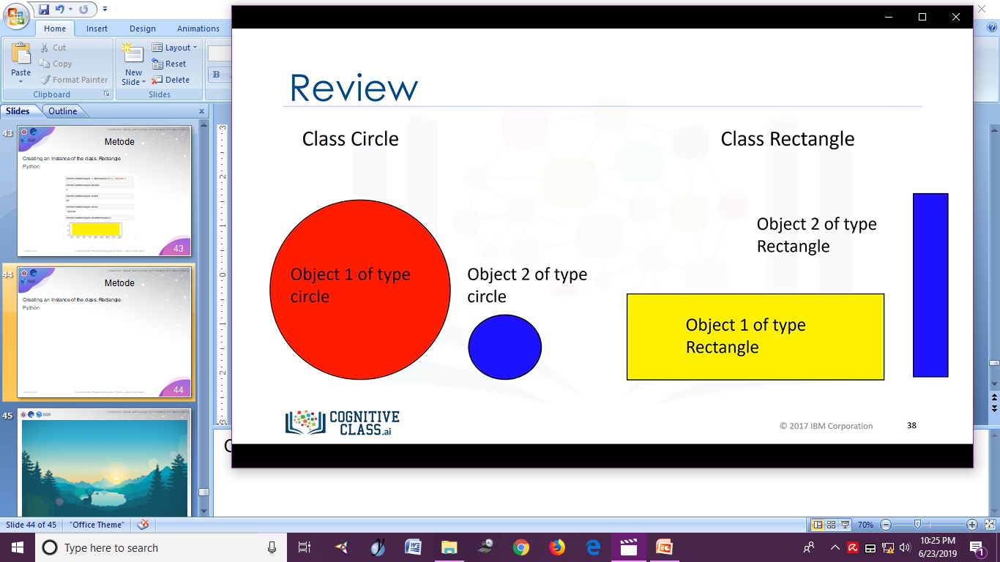 Home
Insert
Design
Animations
Paste
Cut
Copy
Format Painter
Clipboard
New
Slide
Layout
Reset
Delete
Slides
B
Slides
Outline
43
Metode
Creating an Instance of the class: Rectangle
Python
43
44
Metode
Creating an Instance of the class: Rectangle
Python
44
45
Review
Class Circle
Class Rectangle
Object 1 of type
circle
Object 2 of type
circle
Object 2 of type
Rectangle
Object 1 of type
Rectangle
COGNITIVE
CLASS.ai
© 2017 IBM Corporation
38
Slide 44 of 45
"Office Theme"
70%
Type here to search
10:25 PM
6/23/2019
1